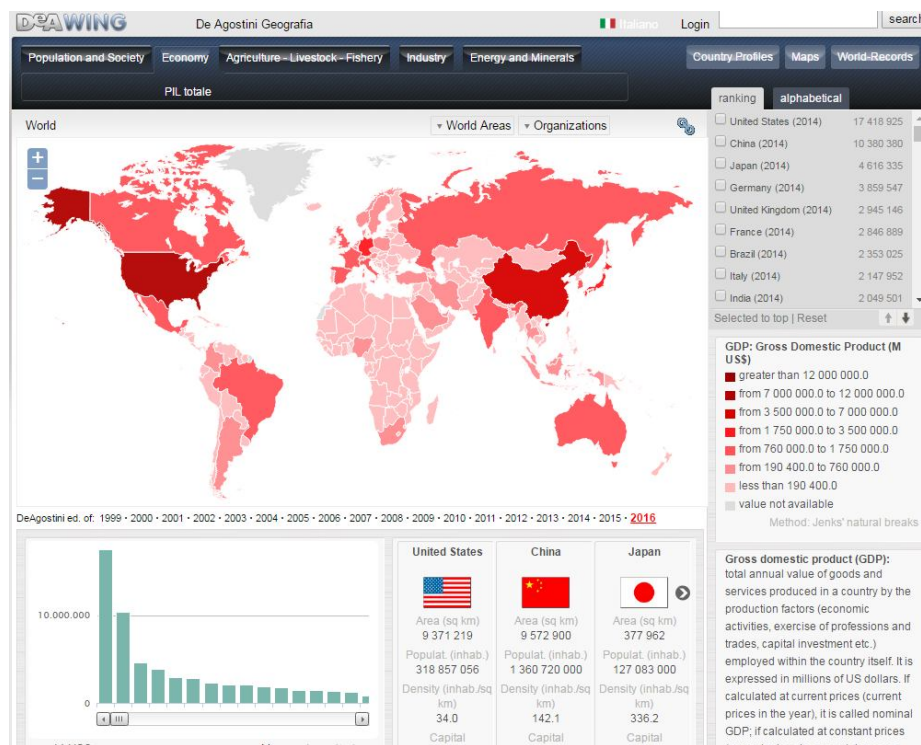 DeA WING
De Agostini Geografia
Italiano
Login
search
Population and Society
Economy
Agriculture - Livestock - Fishery
Industry
Energy and Minerals
Country Profiles
Maps
World-Records
PIL totale
ranking
alphabetical
World
World Areas
Organizations
United States (2014) 17 418 925
China (2014) 10 380 380
Japan (2014) 4 616 335
Germany (2014) 3 859 547
United Kingdom (2014) 2 945 146
France (2014) 2 846 889
Brazil (2014) 2 353 025
Italy (2014) 2 147 952
India (2014) 2 049 501
Selected to top | Reset
+
−
GDP: Gross Domestic Product (M
US$)
greater than 12 000 000.0
from 7 000 000.0 to 12 000 000.0
from 3 500 000.0 to 7 000 000.0
from 1 750 000.0 to 3 500 000.0
from 760 000.0 to 1 750 000.0
from 190 400.0 to 760 000.0
less than 190 400.0
value not available
Method: Jenks' natural breaks
DeAgostini ed. of: 1999 · 2000 · 2001 · 2002 · 2003 · 2004 · 2005 · 2006 · 2007 · 2008 · 2009 · 2010 · 2011 · 2012 · 2013 · 2014 · 2015 · 2016
10.000.000
0
United States
Area (sq km)
9 371 219
Populat. (inhab.)
318 857 056
Density (inhab./sq
km)
34.0
Capital
China
Area (sq km)
9 572 900
Populat. (inhab.)
1 360 720 000
Density (inhab./sq
km)
142.1
Capital
Japan
Area (sq km)
377 962
Populat. (inhab.)
127 083 000
Density (inhab./sq
km)
336.2
Capital
Gross domestic product (GDP):
total annual value of goods and
services produced in a country by the
production factors (economic
activities, exercise of professions and
trades, capital investment etc.)
employed within the country itself. It is
expressed in millions of US dollars. If
calculated at current prices (current
prices in the year), it is called nominal
GDP; if calculated at constant prices